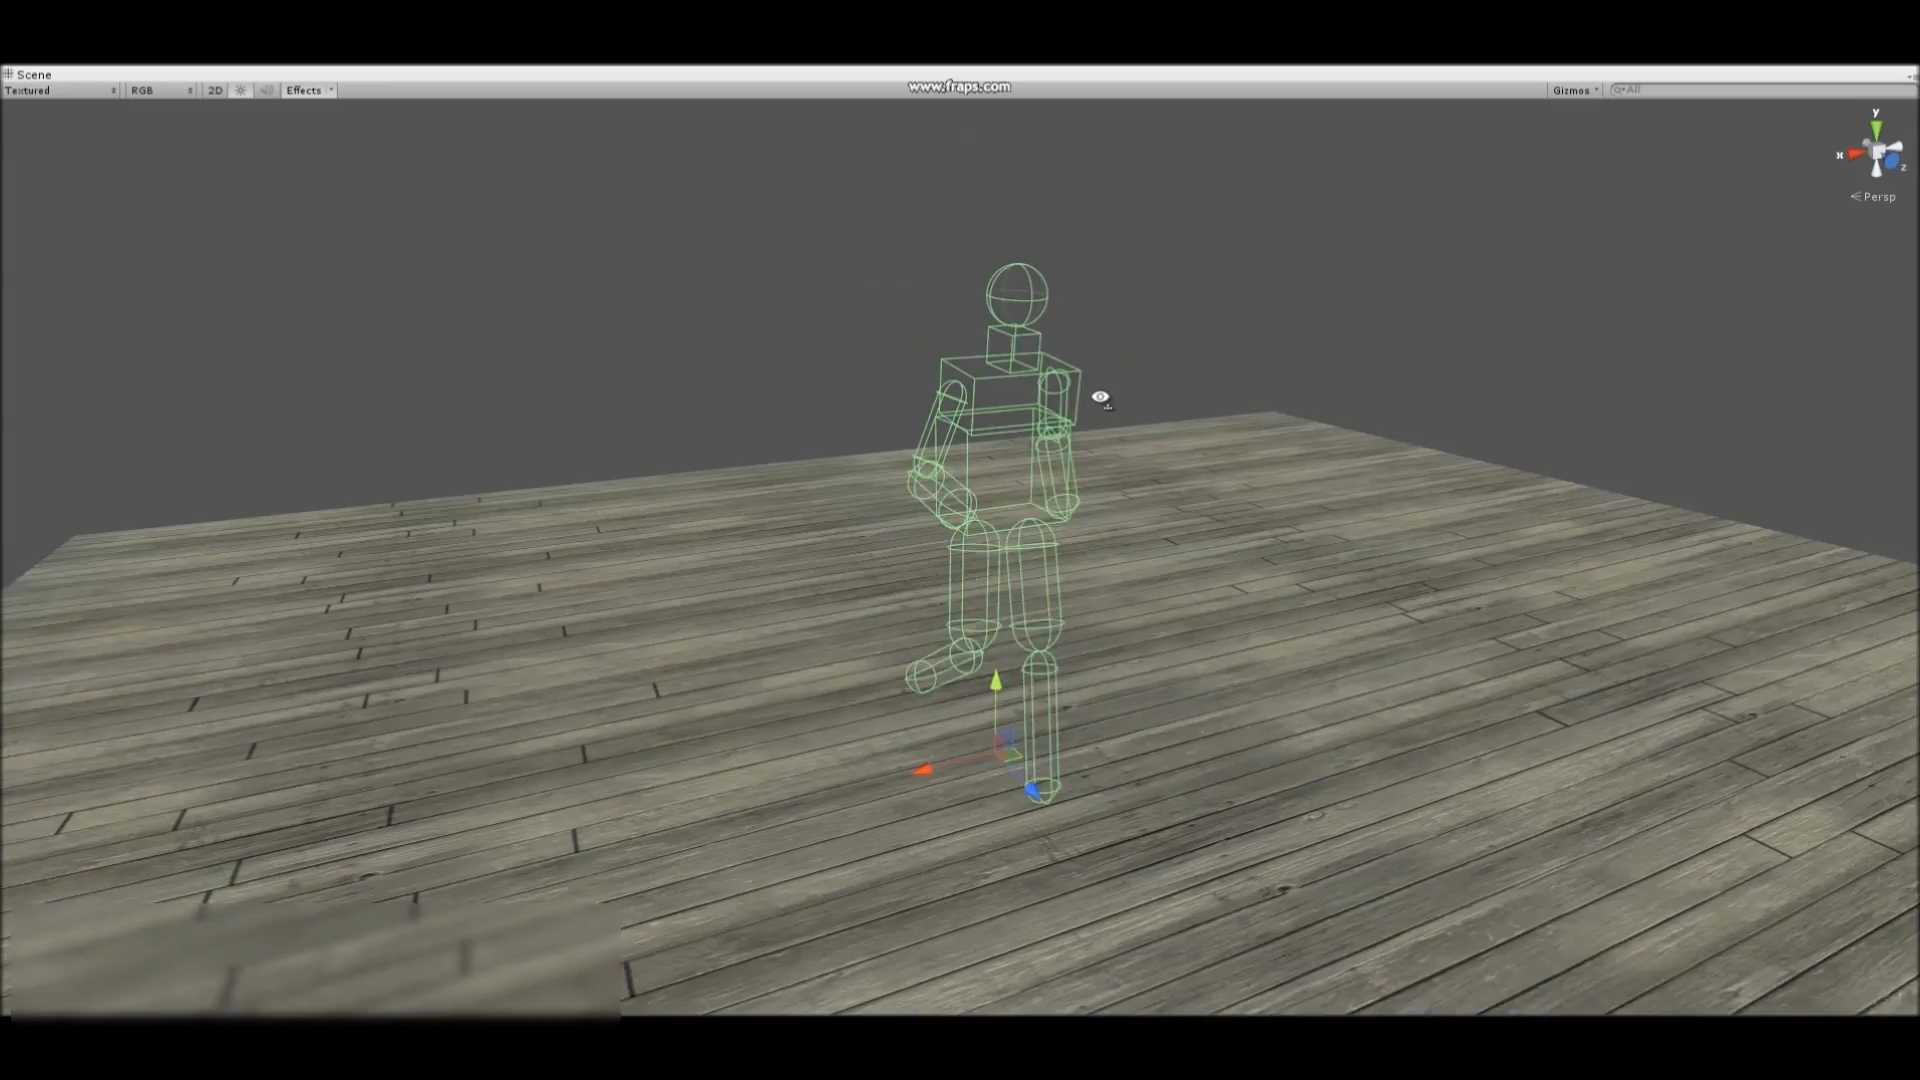 Scene
Textured RGB 2D Effects www.fraps.com Gizmos All
y
x
z
Persp